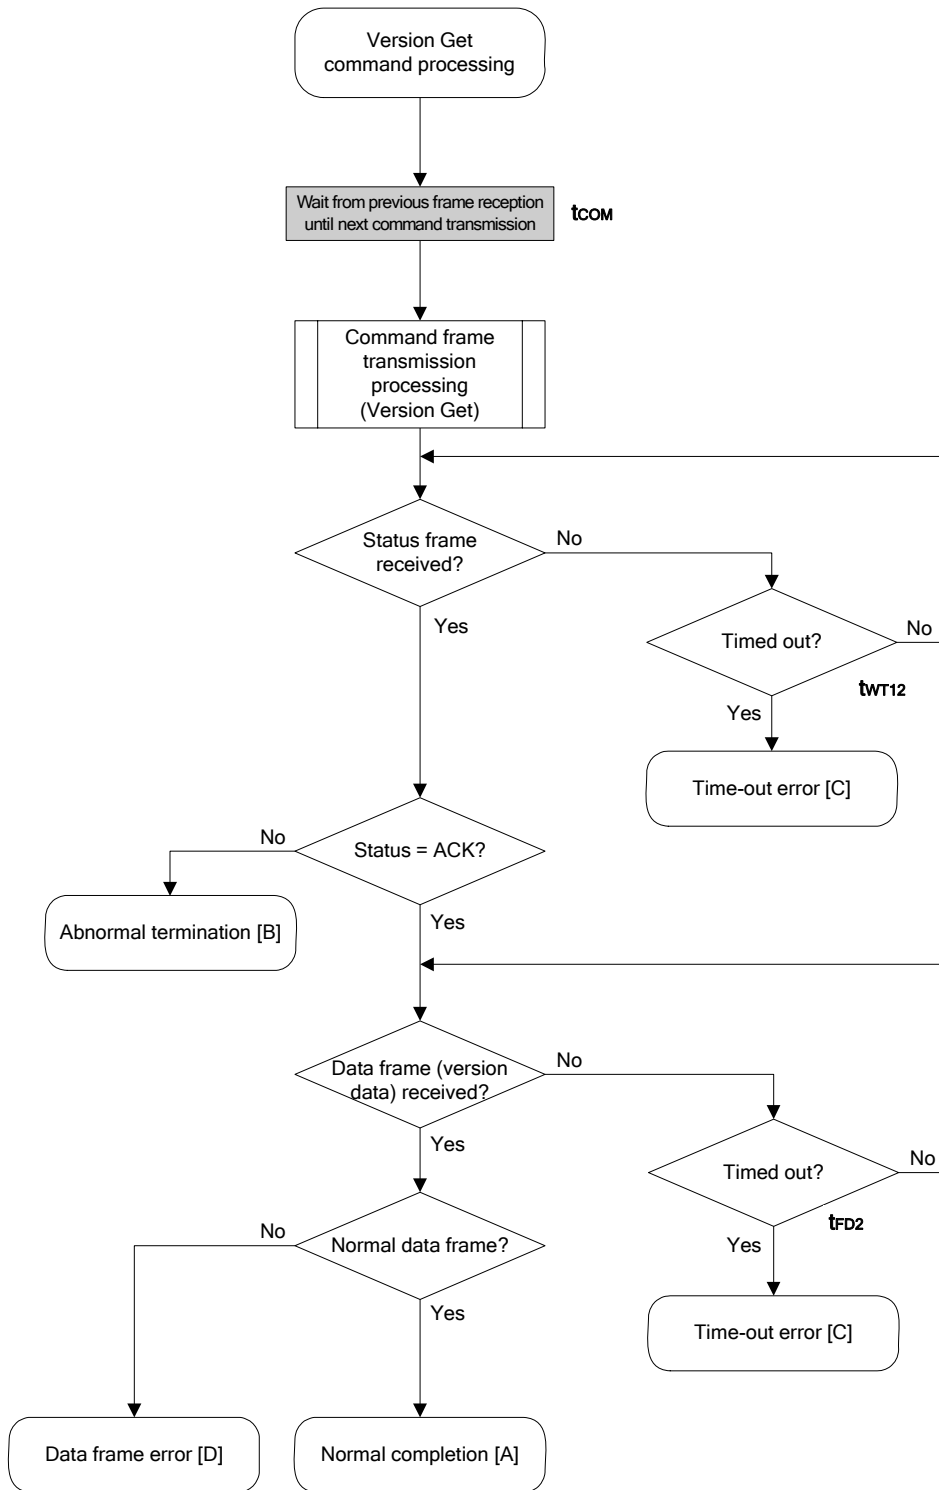 Version Get
command processing
Wait from previous frame reception
until next command transmission
tCOM
Command frame
transmission
processing
(Version Get)
Status frame
received?
No
Yes
Timed out?
No
tWT12
Yes
Time-out error [C]
Status = ACK?
No
Abnormal termination [B]
Yes
Data frame (version
data) received?
No
Yes
Timed out?
No
tFD2
Yes
Time-out error [C]
Normal data frame?
No
Yes
Data frame error [D]
Normal completion [A]